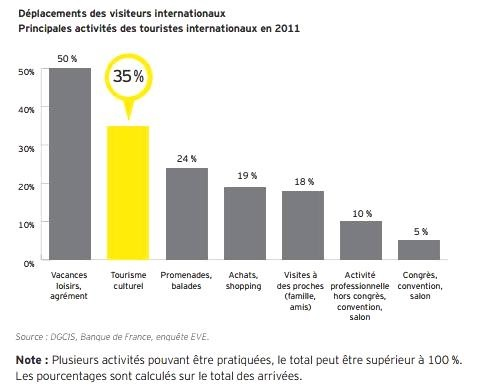 Déplacements des visiteurs internationaux
Principales activités des touristes internationaux en 2011
50 %
35%
24 %
19 %
18 %
10 %
5 %
50%
40%
30%
20%
10%
0%
Vacances
loisirs,
agrément
Tourisme
culturel
Promenades,
balades
Achats,
shopping
Visites à
des proches
(famille,
amis)
Activité
professionnelle
hors congrès,
convention,
salon
Congrès,
convention,
salon
Source : DGCIS, Banque de France, enquête EVE.
Note : Plusieurs activités pouvant être pratiquées, le total peut être supérieur à 100 %.
Les pourcentages sont calculés sur le total des arrivées.